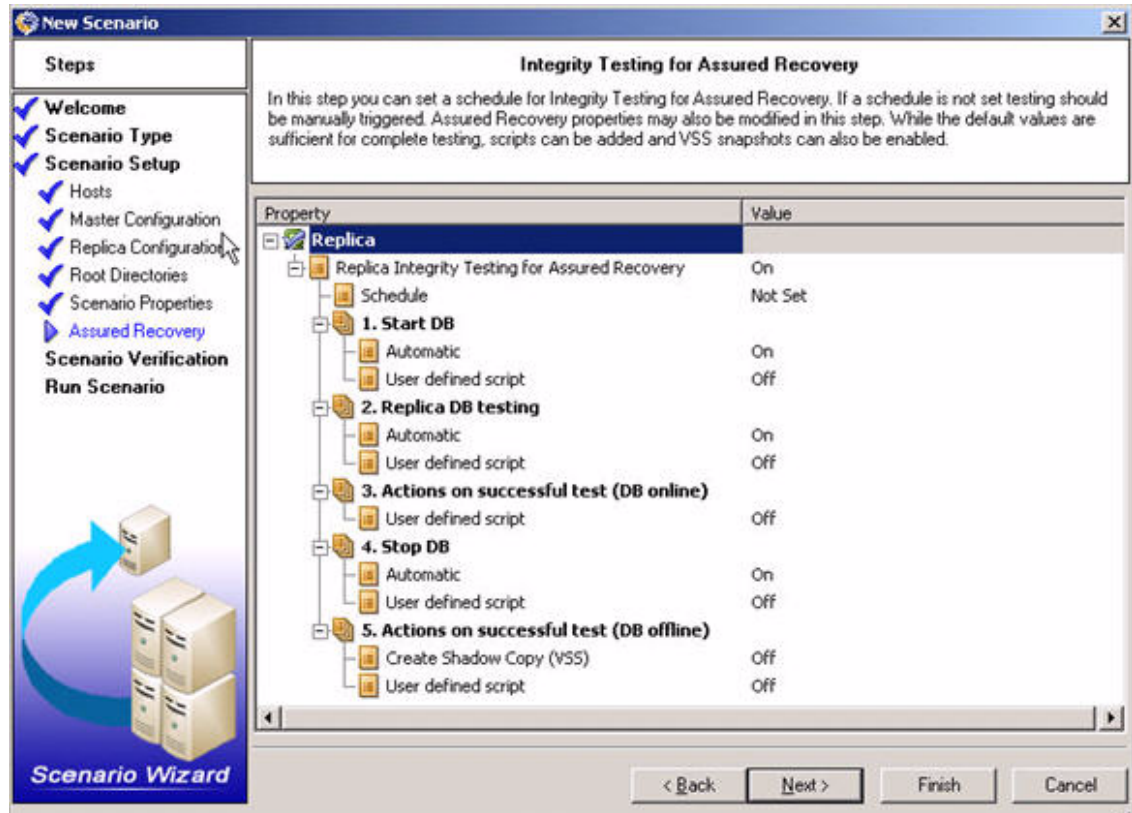 New Scenario
Steps
Welcome
Scenario Type
Scenario Setup
Hosts
Master Configuration
Replica Configuration
Root Directories
Scenario Properties
Assured Recovery
Scenario Verification
Run Scenario
Scenario Wizard
Integrity Testing for Assured Recovery
In this step you can set a schedule for Integrity Testing for Assured Recovery. If a schedule is not set testing should
be manually triggered. Assured Recovery properties may also be modified in this step. While the default values are
sufficient for complete testing, scripts can be added and VSS snapshots can also be enabled.
Property Value
Replica
Replica Integrity Testing for Assured Recovery On
Schedule Not Set
1. Start DB
Automatic On
User defined script Off
2. Replica DB testing
Automatic On
User defined script Off
3. Actions on successful test (DB online)
User defined script Off
4. Stop DB
Automatic On
User defined script Off
5. Actions on successful test (DB offline)
Create Shadow Copy (VSS) Off
User defined script Off
< Back Next > Finish Cancel